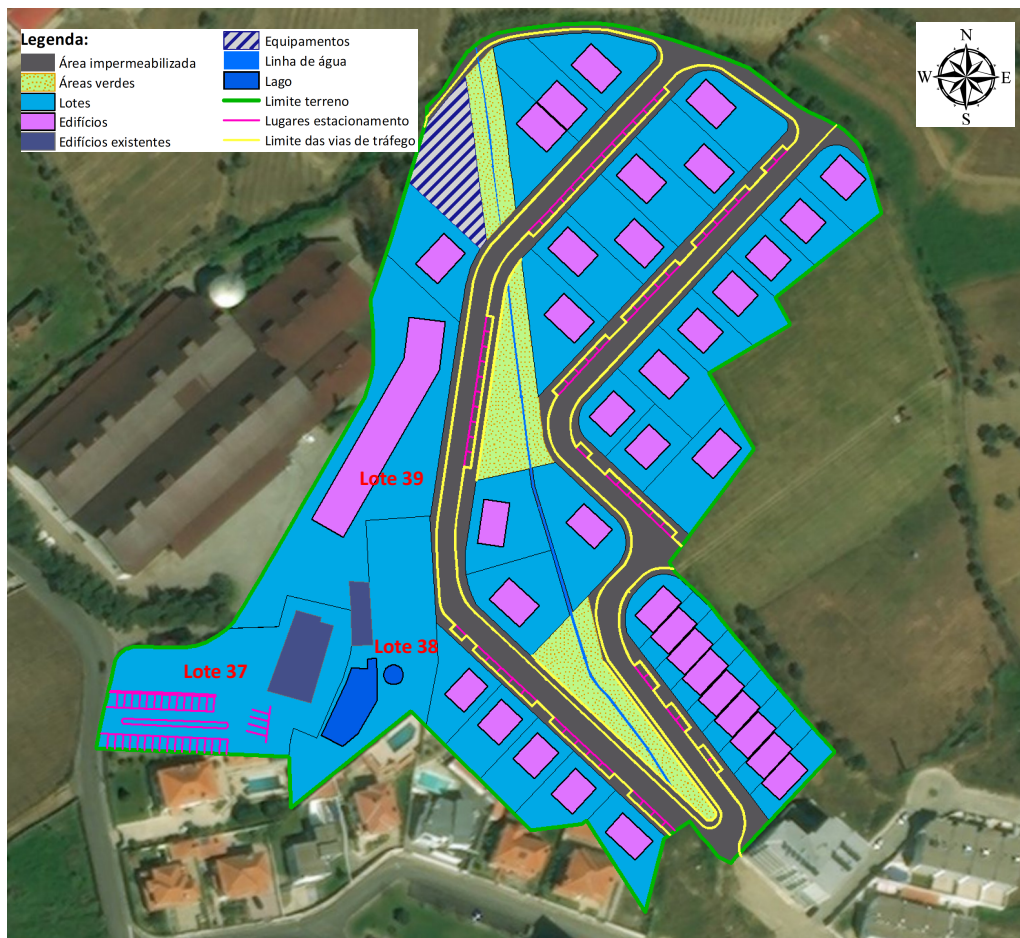 Legenda:
Área impermeabilizada
Áreas verdes
Lotes
Edifícios
Edifícios existentes
Equipamentos
Linha de água
Lago
Limite terreno
Lugares estacionamento
Limite das vias de tráfego
N
W E
S
Lote 39
Lote 38
Lote 37